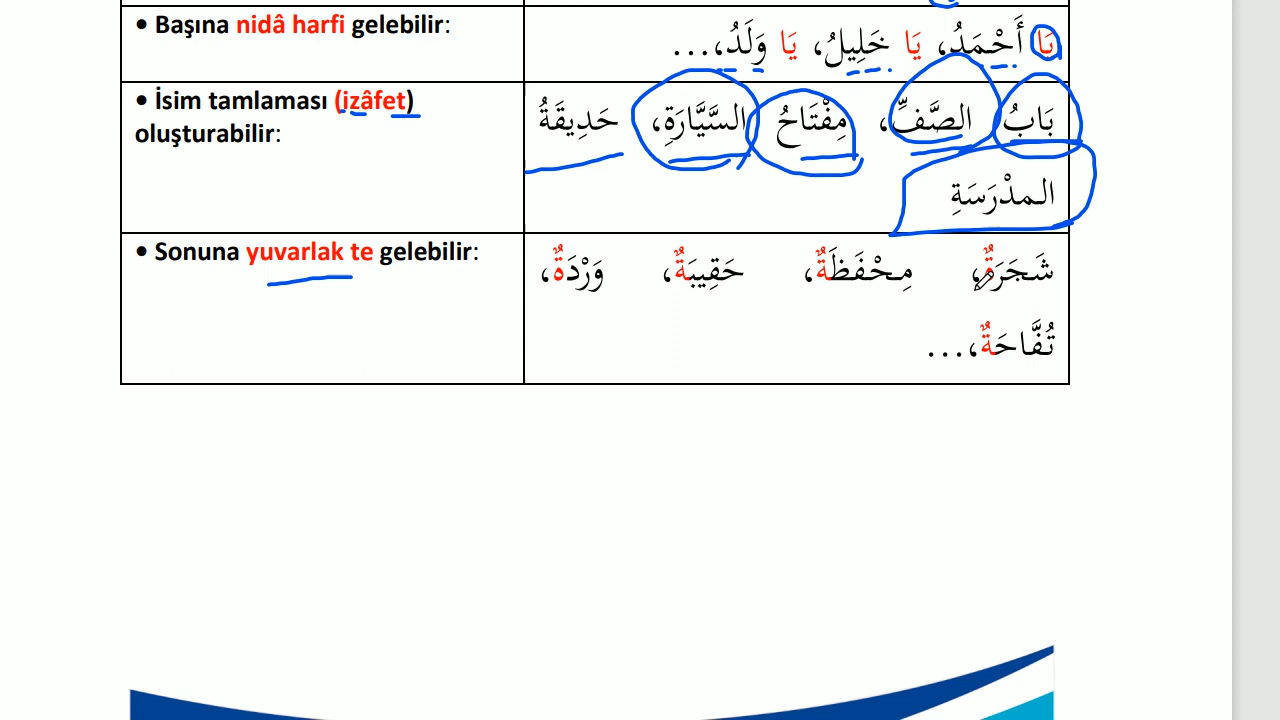 • Başına nidâ harfi gelebilir:
يَا أَحْمَدُ، يَا خَلِيلُ، يَا وَلَدُ،...
• İsim tamlaması (izâfet)
oluşturabilir:
بَابُ الصَّفِّ، مِفْتَاحُ السَّيَّارَةِ، حَدِيقَةُ
المدْرَسَةِ
• Sonuna yuvarlak te gelebilir:
شَجَرَةٌ، مِحْفَظَةٌ، حَقِيبَةٌ، وَرْدَةٌ،
تُفَّاحَةٌ،...